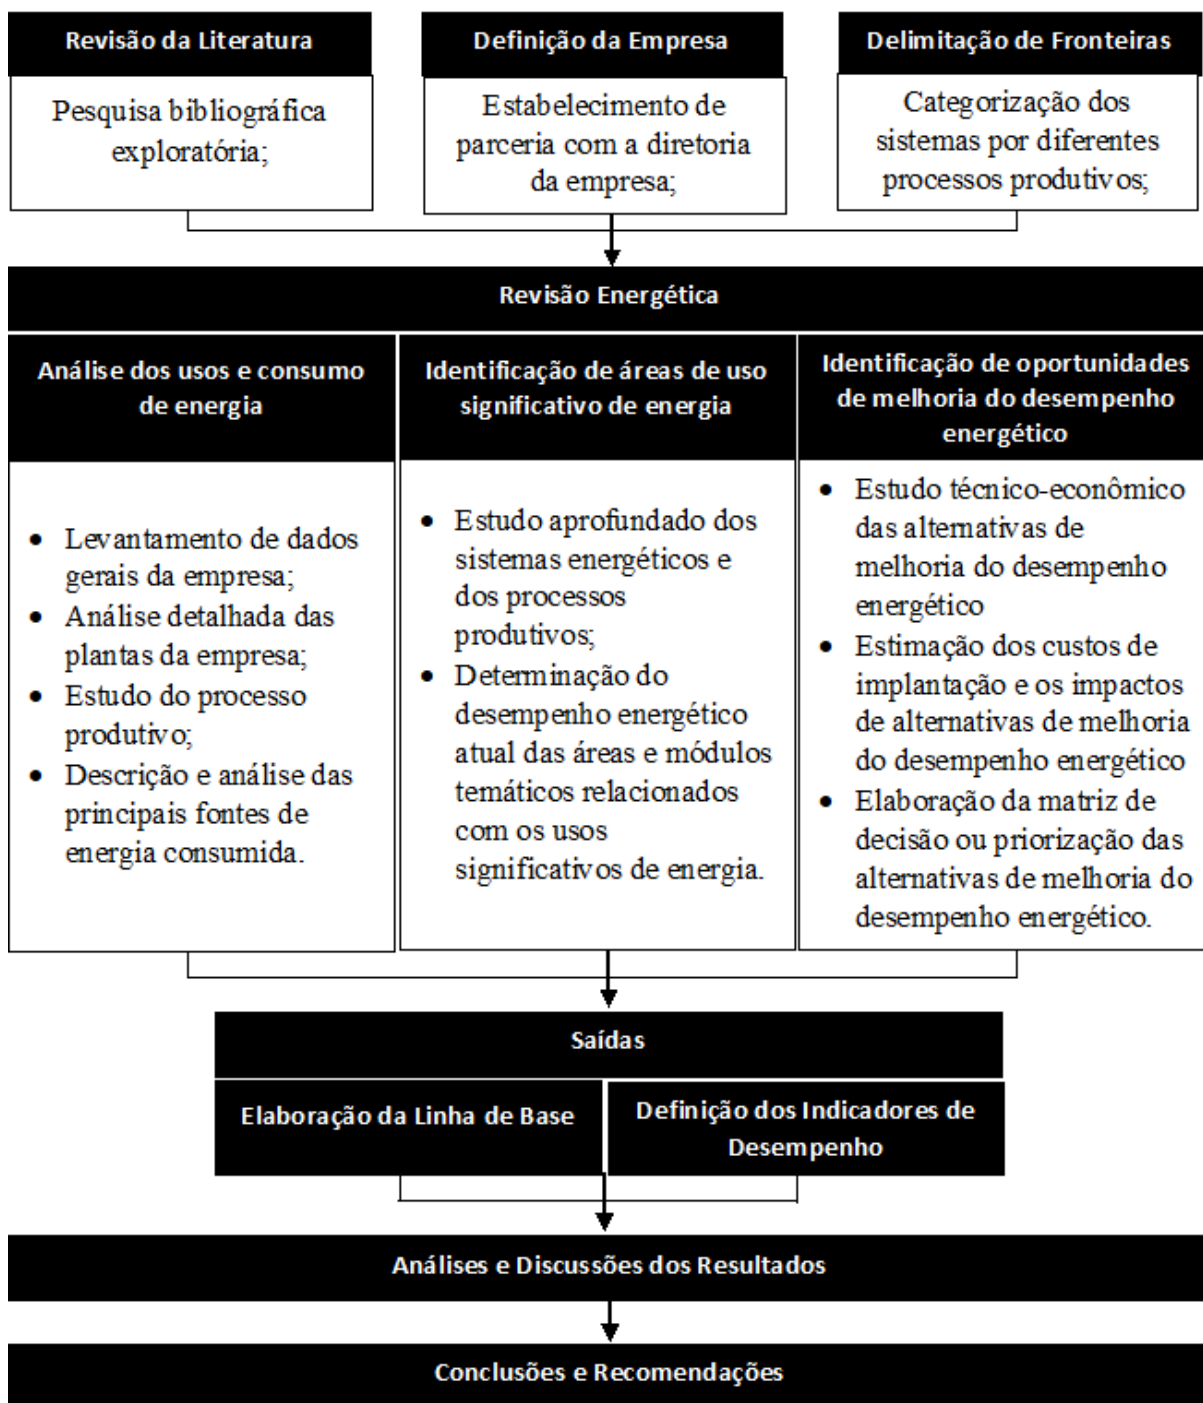 Revisão da Literatura
Pesquisa bibliográfica
exploratória;
Definição da Empresa
Estabelecimento de
parceria com a diretoria
da empresa;
Delimitação de Fronteiras
Categorização dos
sistemas por diferentes
processos produtivos;
Revisão Energética
Análise dos usos e consumo
de energia
• Levantamento de dados
gerais da empresa;
• Análise detalhada das
plantas da empresa;
• Estudo do processo
produtivo;
• Descrição e análise das
principais fontes de
energia consumida.
Identificação de áreas de uso
significativo de energia
• Estudo aprofundado dos
sistemas energéticos e
dos processos
produtivos;
• Determinação do
desempenho energético
atual das áreas e módulos
temáticos relacionados
com os usos
significativos de energia.
Identificação de oportunidades
de melhoria do desempenho
energético
• Estudo técnico-econômico
das alternativas de
melhoria do desempenho
energético
• Estimação dos custos de
implantação e os impactos
de alternativas de melhoria
do desempenho energético
• Elaboração da matriz de
decisão ou priorização das
alternativas de melhoria do
desempenho energético.
Saídas
Elaboração da Linha de Base
Definição dos Indicadores de
Desempenho
Análises e Discussões dos Resultados
Conclusões e Recomendações